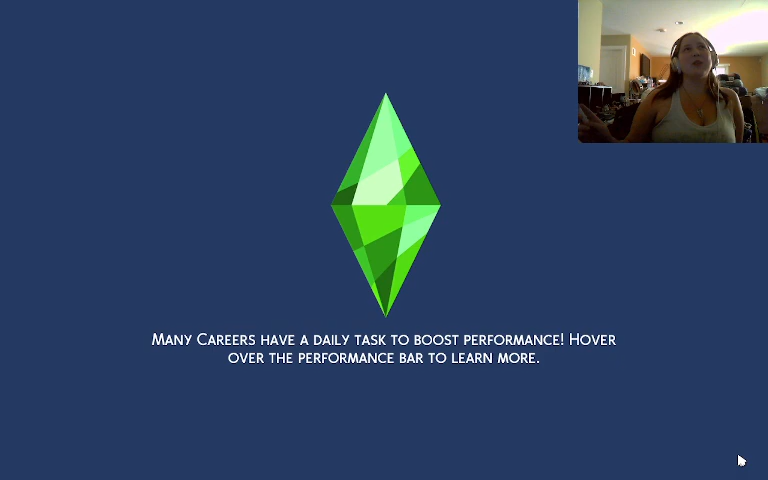 Many Careers have a daily task to boost performance! Hover
over the performance bar to learn more.